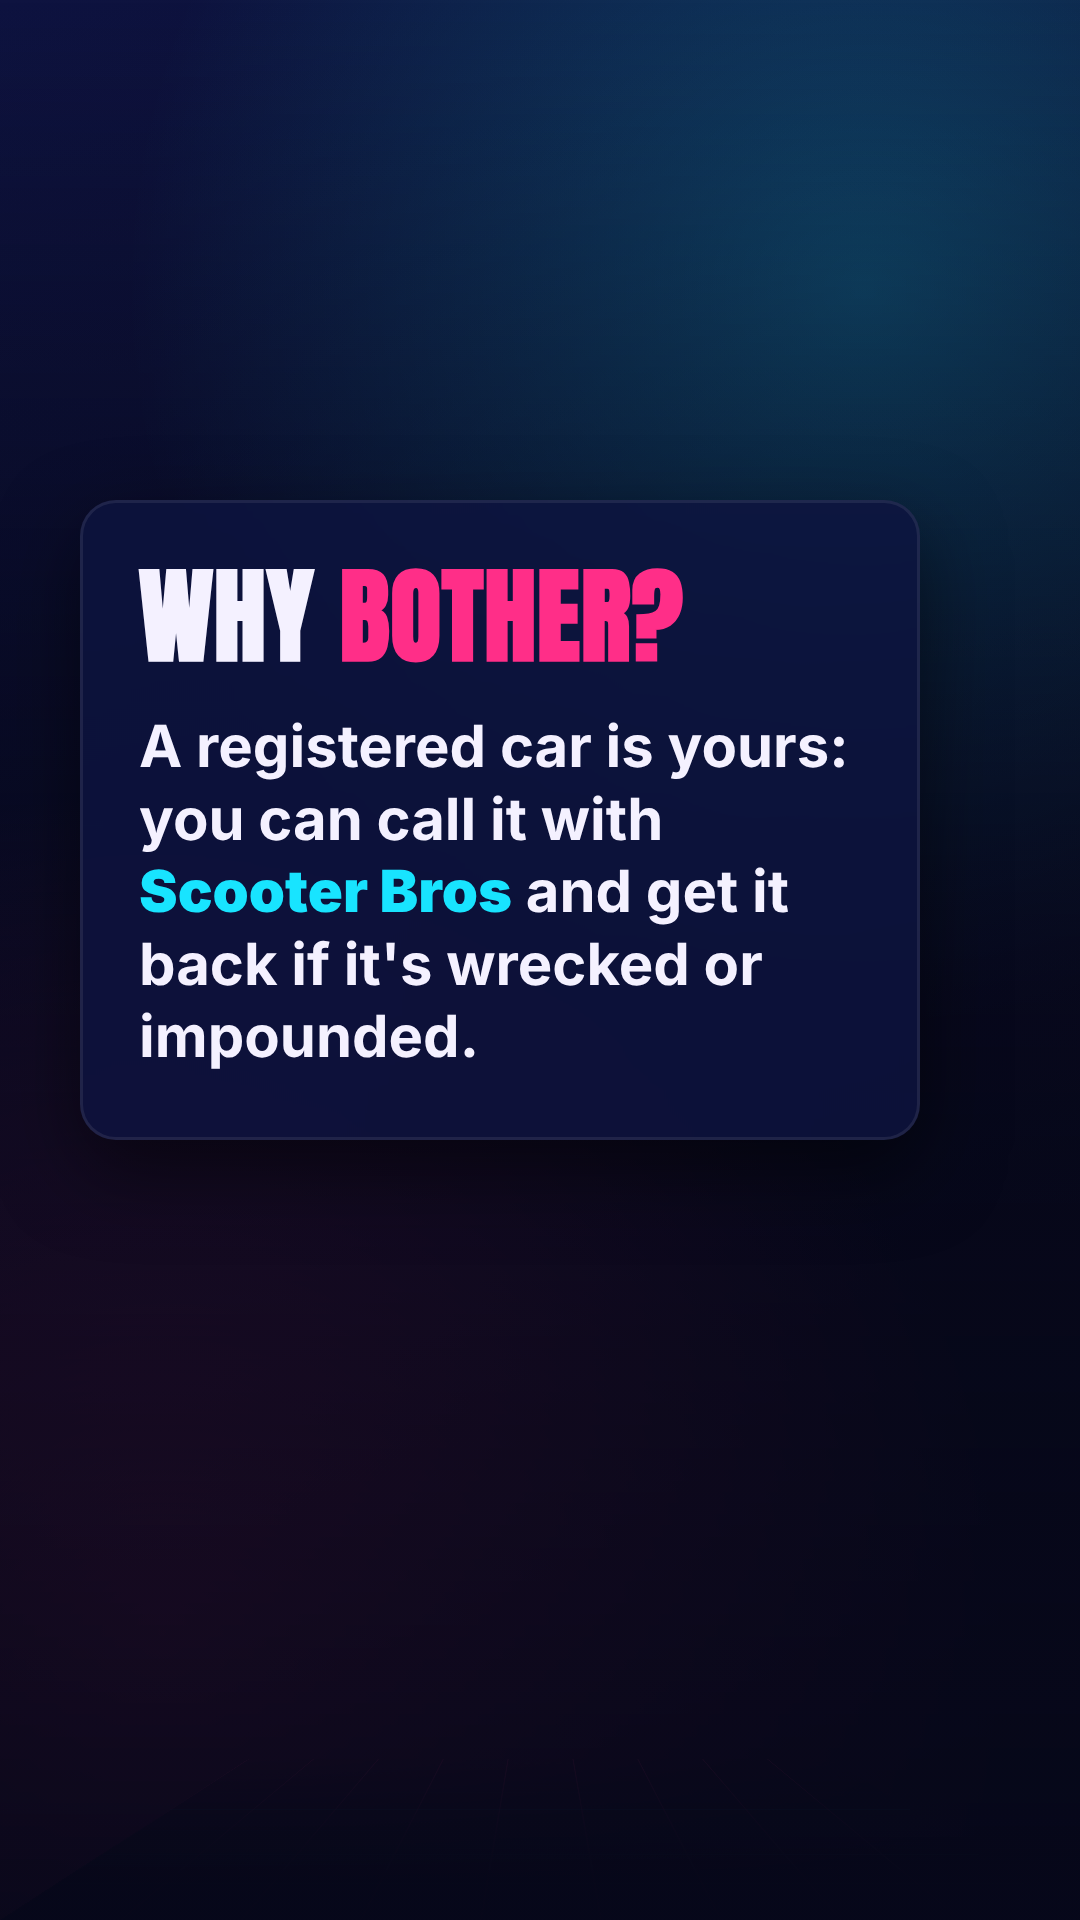 WHY BOTHER?
A registered car is yours:
you can call it with
Scooter Bros and get it
back if it's wrecked or
impounded.